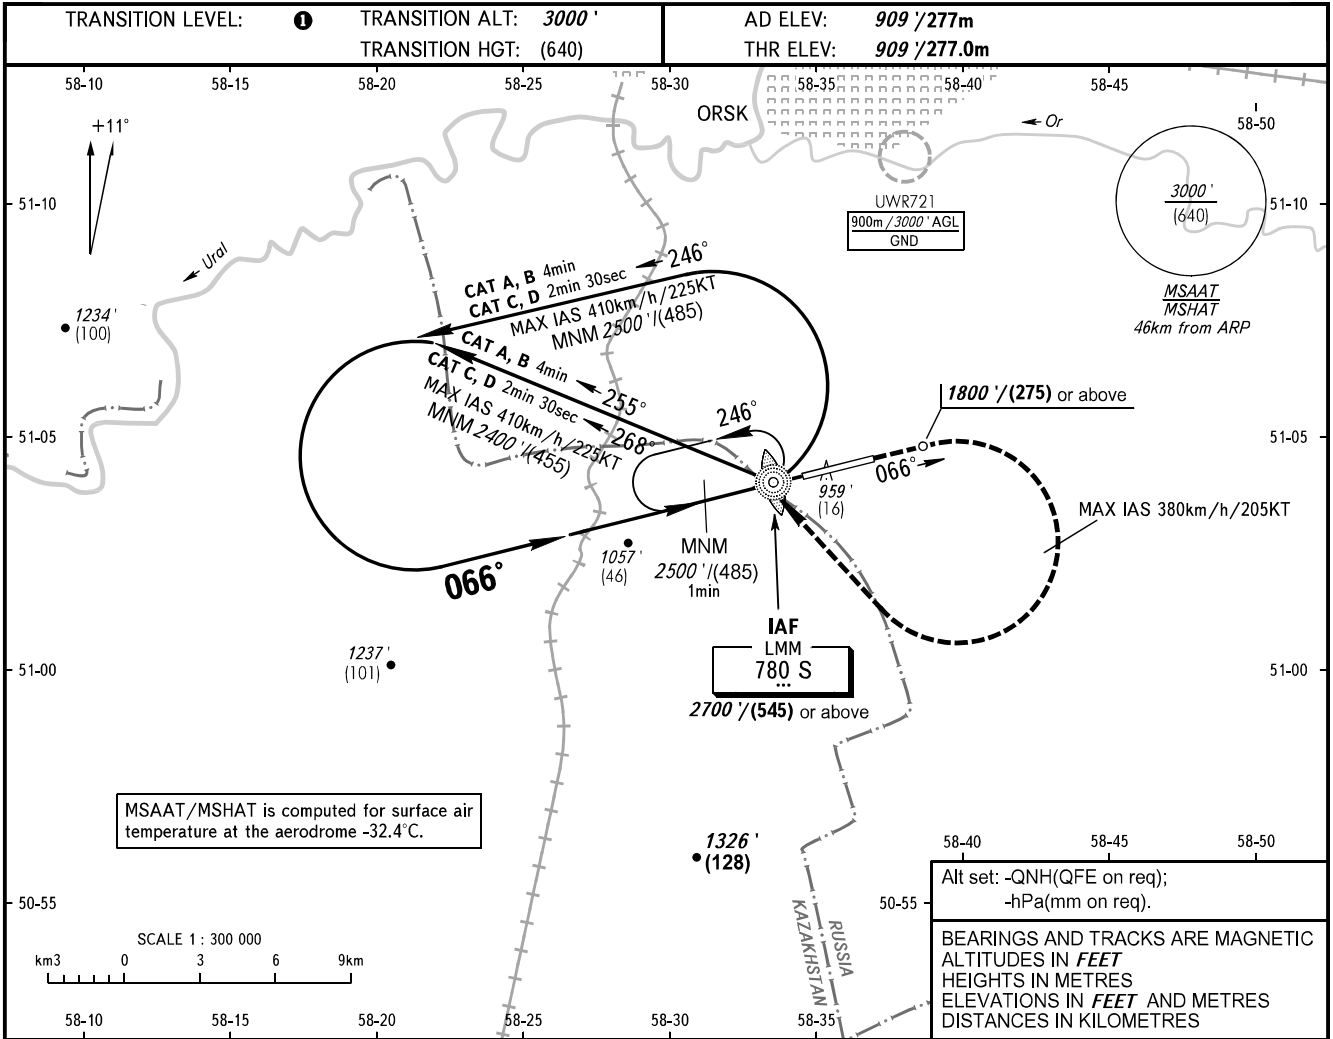 TRANSITION LEVEL: 1 TRANSITION ALT: 3000 '
TRANSITION HGT: (640)
AD ELEV: 909 '/277m
THR ELEV: 909 '/277.0m
58-10 58-15 58-20 58-25 58-30 58-35 58-40 58-45
58-50
+11°
ORSK
Or
51-10
51-10
Ural
UWR721
900m/3000 ' AGL
GND
3000 '
(640)
MSAAT
MSHAT
46km from ARP
246°
CAT A, B 4min
CAT C, D 2min 30sec
MAX IAS 410km/h/225KT
MNM 2500 '/(485)
1234 '
(100)
CAT A, B 4min
255°
CAT C, D 2min 30sec
268°
MAX IAS 410km/h/225KT
MNM 2400 '/(455)
246°
1800 '/(275) or above
51-05
51-05
066°
959 '
(16)
MAX IAS 380km/h/205KT
1057 '
(46)
MNM
2500 '/(485)
1min
066°
IAF
LMM
780 S
2700 '/(545) or above
1237 '
(101)
51-00
51-00
MSAAT/MSHAT is computed for surface air
temperature at the aerodrome -32.4°C.
1326 '
(128)
58-40 58-45 58-50
50-55
50-55
Alt set: -QNH(QFE on req);
-hPa(mm on req).
RUSSIA
KAZAKHSTAN
SCALE 1 : 300 000
km3 0 3 6 9km
BEARINGS AND TRACKS ARE MAGNETIC
ALTITUDES IN FEET
HEIGHTS IN METRES
ELEVATIONS IN FEET AND METRES
DISTANCES IN KILOMETRES
58-10 58-15 58-20 58-25 58-30 58-35